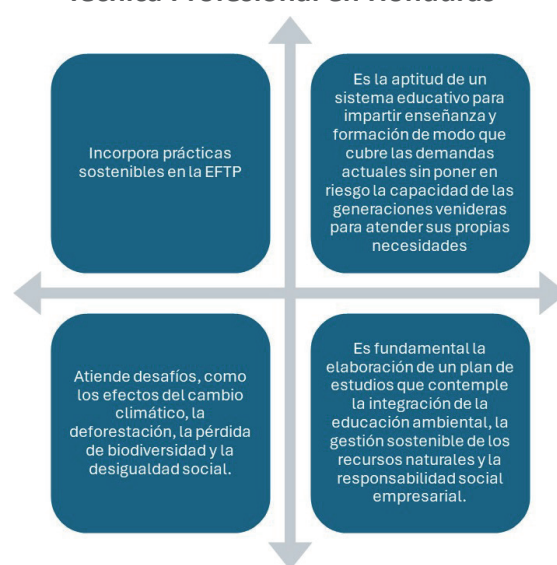 Técnica Profesional en Honduras
Incorpora prácticas
sostenibles en la EFTP
Es la aptitud de un
sistema educativo para
impartir enseñanza y
formación de modo que
cubre las demandas
actuales sin poner en
riesgo la capacidad de las
generaciones venideras
para atender sus propias
necesidades
Atiende desafíos, como
los efectos del cambio
climático, la
deforestación, la pérdida
de biodiversidad y la
desigualdad social.
Es fundamental la
elaboración de un plan de
estudios que contemple
la integración de la
educación ambiental, la
gestión sostenible de los
recursos naturales y la
responsabilidad social
empresarial.